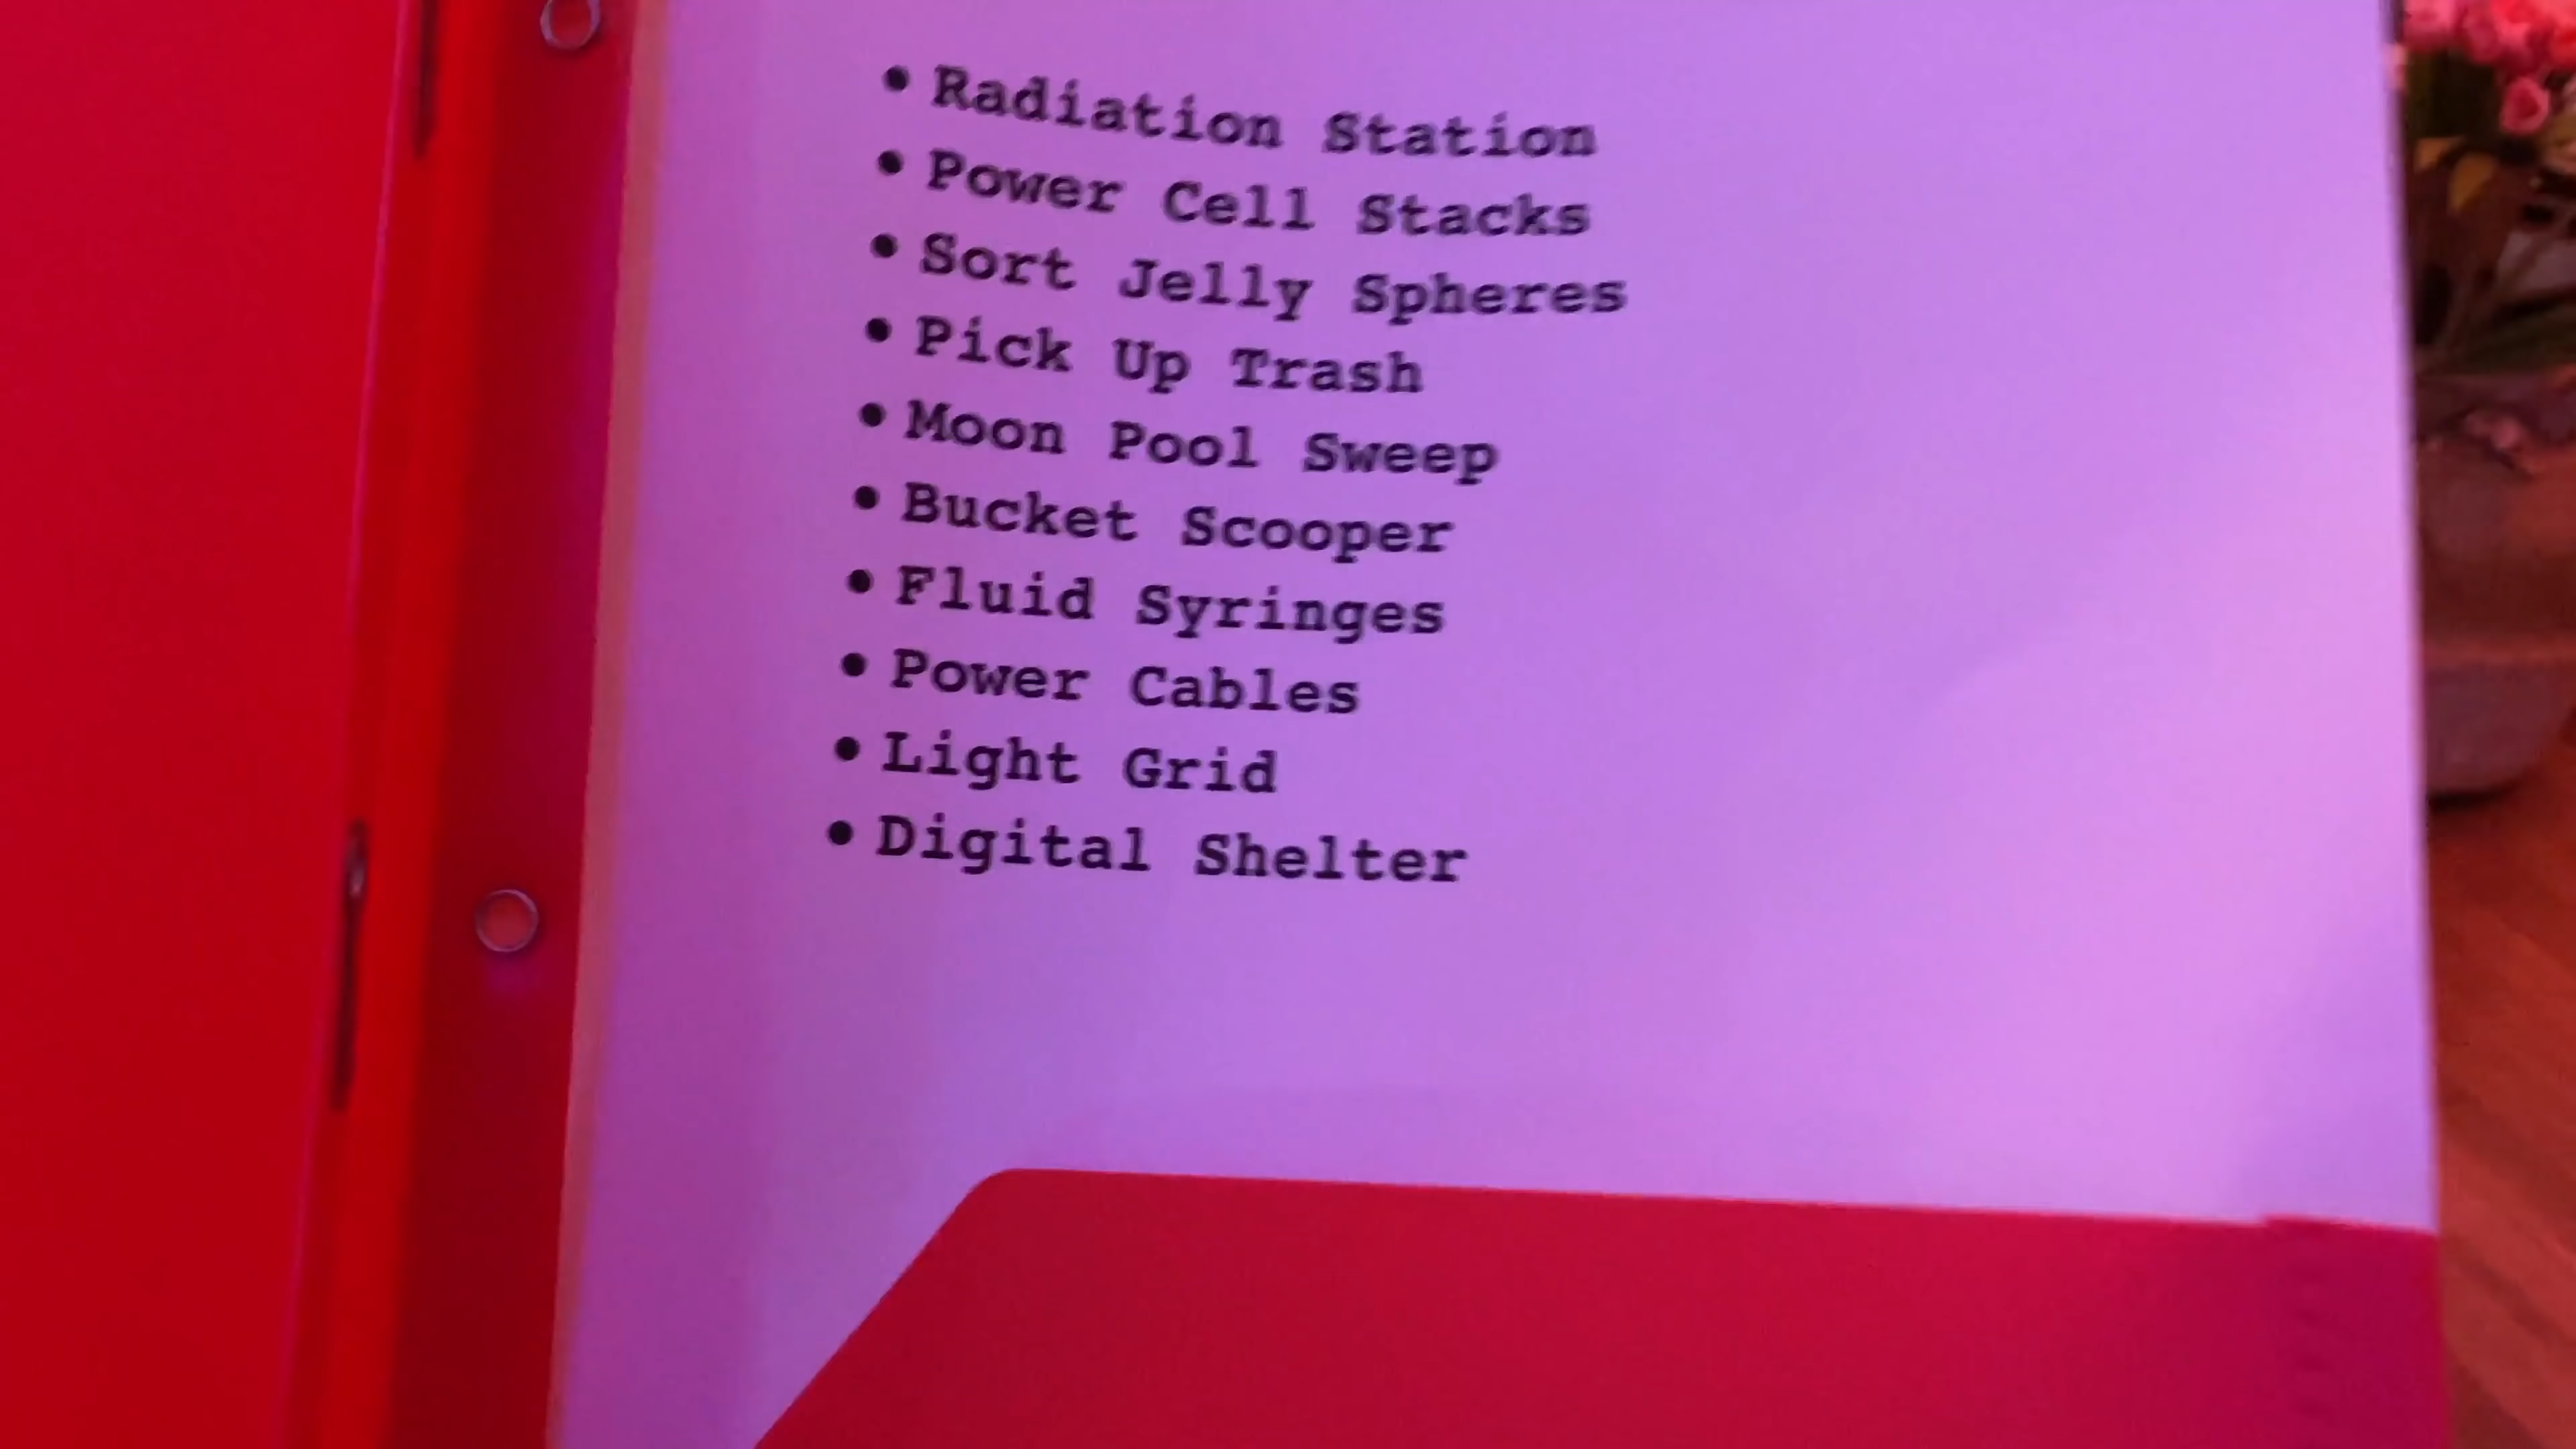 • Radiation Station
• Power Cell Stacks
• Sort Jelly Spheres
• Pick Up Trash
• Moon Pool Sweep
• Bucket Scooper
• Fluid Syringes
• Power Cables
• Light Grid
• Digital Shelter